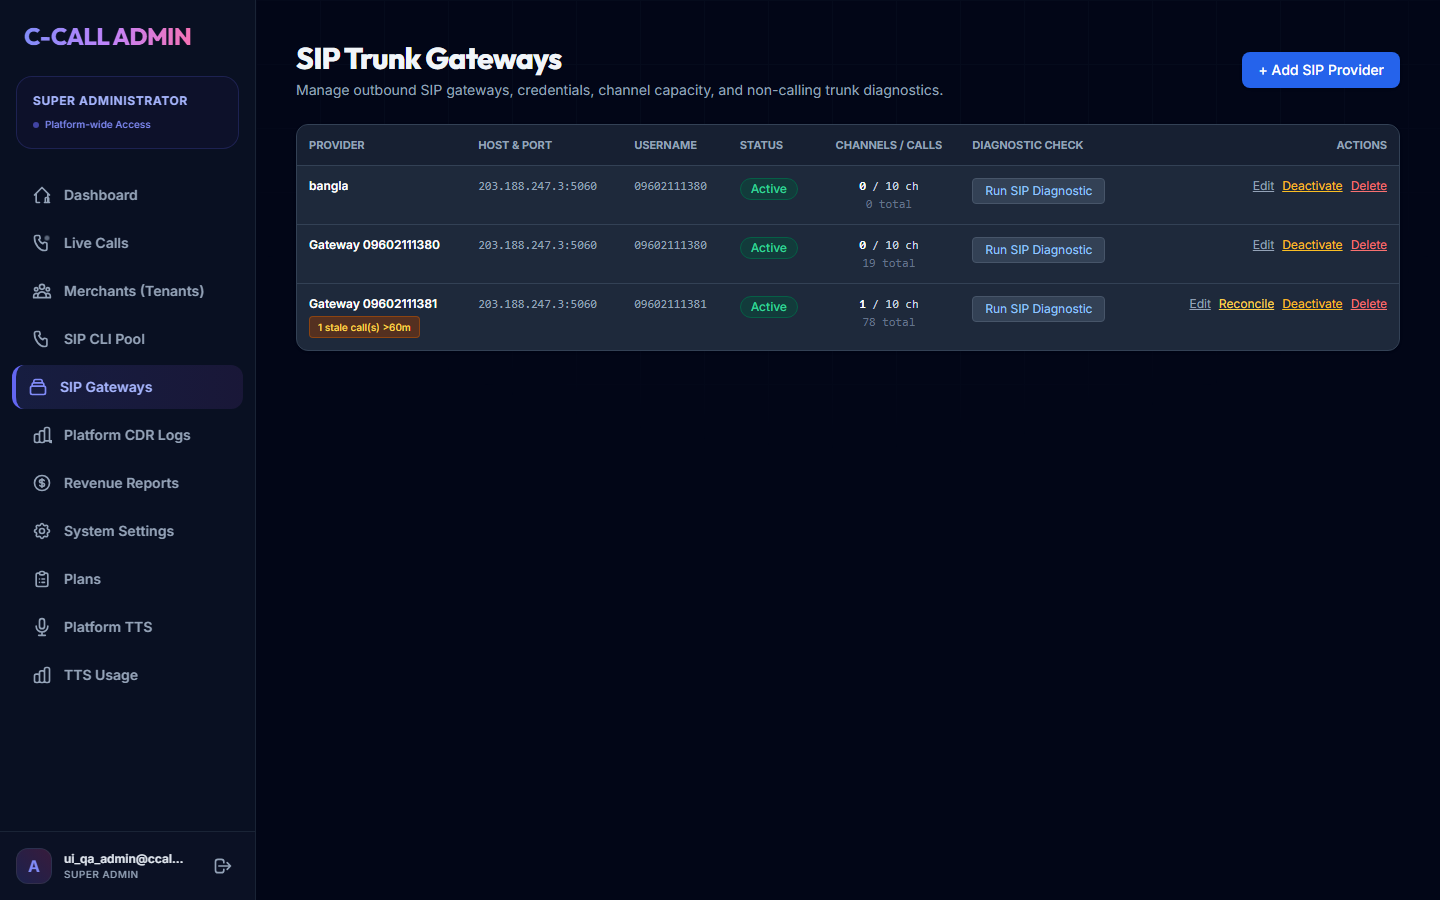 C-CALL ADMIN
SUPER ADMINISTRATOR
Platform-wide Access
Dashboard
Live Calls
Merchants (Tenants)
SIP CLI Pool
SIP Gateways
Platform CDR Logs
Revenue Reports
System Settings
Plans
Platform TTS
TTS Usage
A
ui_qa_admin@ccal...
SUPER ADMIN
SIP Trunk Gateways
Manage outbound SIP gateways, credentials, channel capacity, and non-calling trunk diagnostics.
+ Add SIP Provider
PROVIDER HOST & PORT USERNAME STATUS CHANNELS / CALLS DIAGNOSTIC CHECK ACTIONS
bangla 203.188.247.3:5060 09602111380 Active 0 / 10 ch Run SIP Diagnostic Edit Deactivate Delete
0 total
Gateway 09602111380 203.188.247.3:5060 09602111380 Active 0 / 10 ch Run SIP Diagnostic Edit Deactivate Delete
19 total
Gateway 09602111381 203.188.247.3:5060 09602111381 Active 1 / 10 ch Run SIP Diagnostic Edit Reconcile Deactivate Delete
1 stale call(s) >60m 78 total